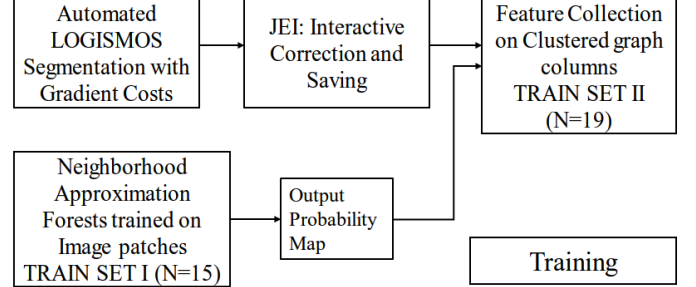 Automated
LOGISMOS
Segmentation with
Gradient Costs
JEI: Interactive
Correction and
Saving
Feature Collection
on Clustered graph
columns
TRAIN SET II
(N=19)
Neighborhood
Approximation
Forests trained on
Image patches
TRAIN SET I (N=15)
Output
Probability
Map
Training